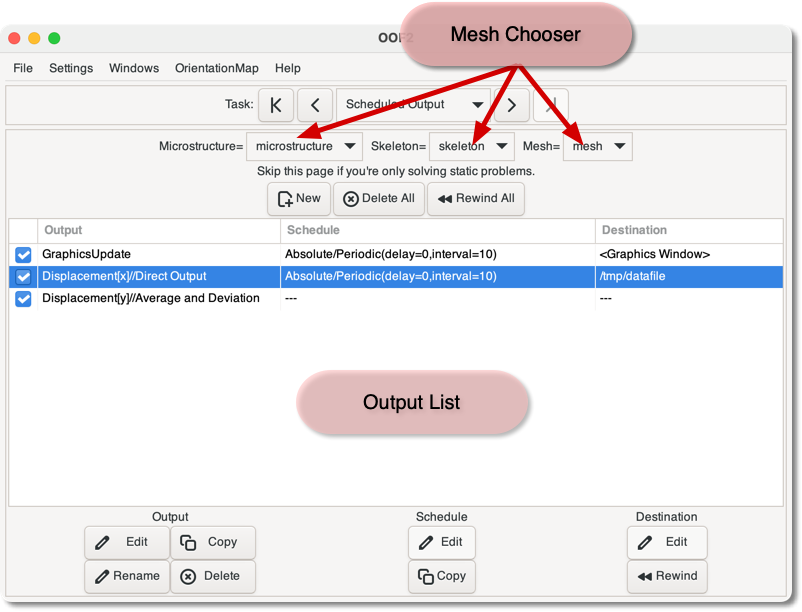 Mesh Chooser
OOF2
File Settings Windows OrientationMap Help
Task: Scheduled Output
Microstructure= microstructure Skeleton= skeleton Mesh= mesh
Skip this page if you're only solving static problems.
New Delete All Rewind All
Output Schedule Destination
GraphicsUpdate Absolute/Periodic(delay=0,interval=10) <Graphics Window>
Displacement[x]//Direct Output Absolute/Periodic(delay=0,interval=10) /tmp/datafile
Displacement[y]//Average and Deviation --- ---
Output List
Output Schedule Destination
Edit Copy Edit Edit
Rename Delete Copy Rewind